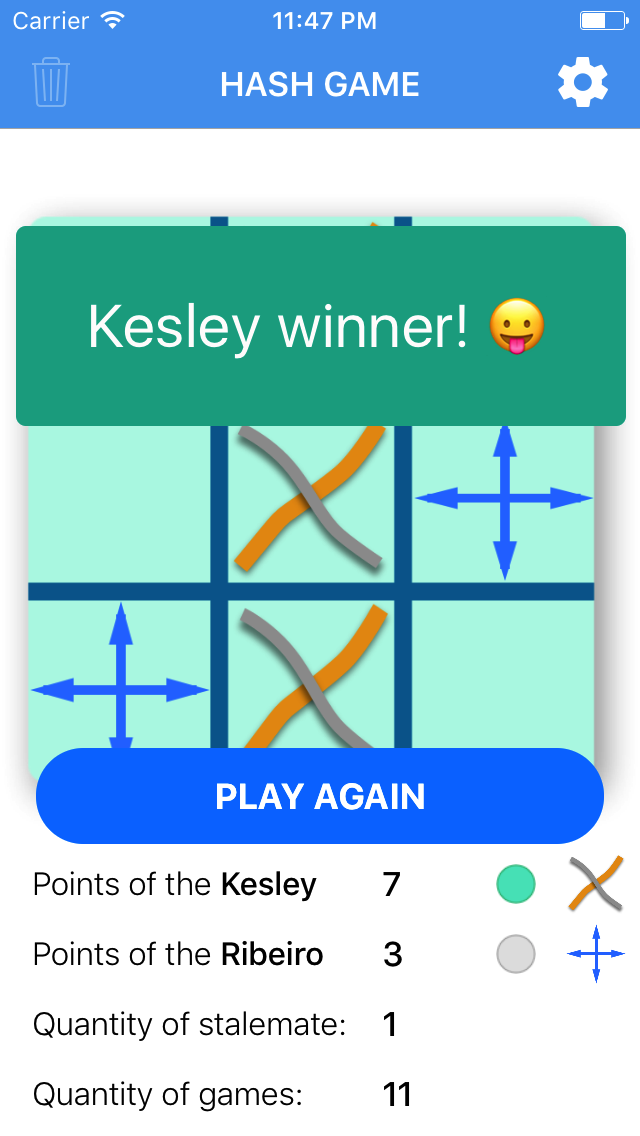 Carrier 11:47 PM
HASH GAME
Kesley winner! 😛
PLAY AGAIN
Points of the Kesley 7
Points of the Ribeiro 3
Quantity of stalemate: 1
Quantity of games: 11